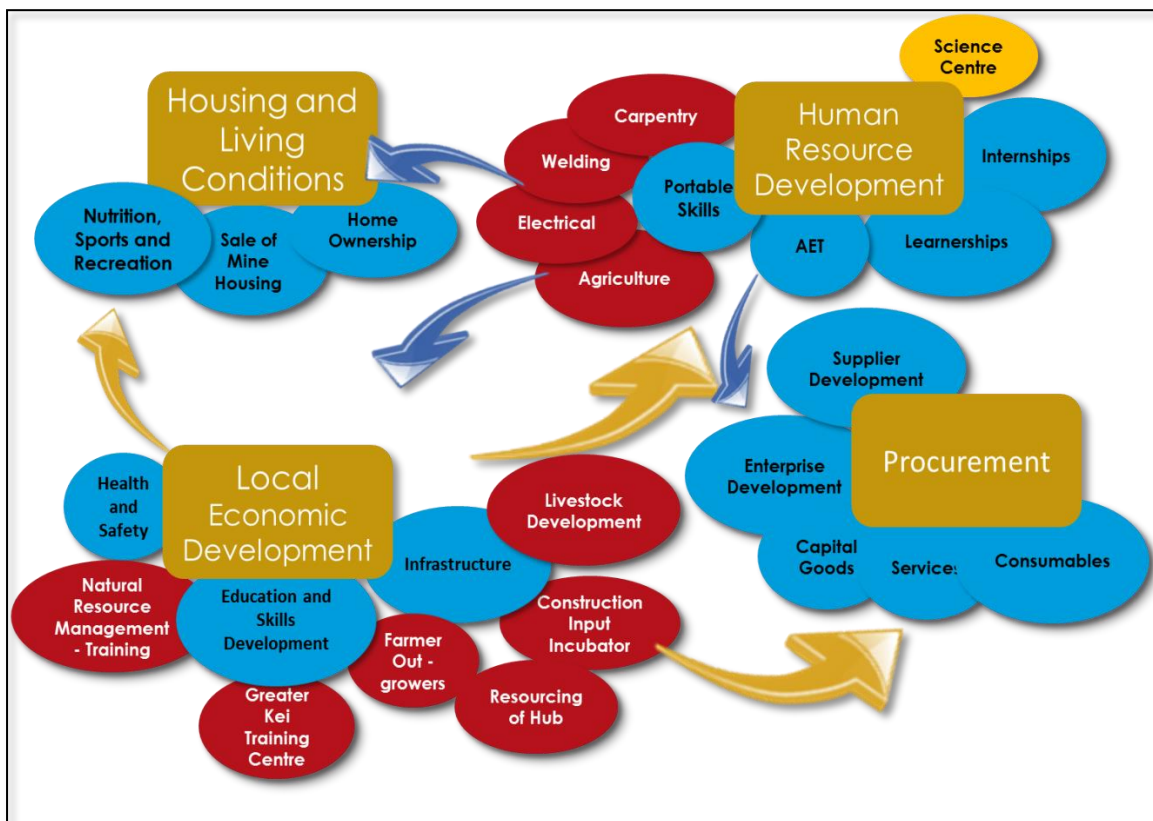 Housing and
Living
Conditions
Nutrition,
Sports and
Recreation
Sale of
Mine
Housing
Home
Ownership
Carpentry
Welding
Electrical
Agriculture
Portable
Skills
Human
Resource
Development
Science
Centre
Internships
Learnerships
AET
Supplier
Development
Enterprise
Development
Procurement
Capital
Goods
Services
Consumables
Local
Economic
Development
Health
and
Safety
Natural
Resource
Management
- Training
Education and
Skills
Development
Greater
Kei
Training
Centre
Infrastructure
Livestock
Development
Construction
Input
Incubator
Farmer
Out -
growers
Resourcing
of Hub